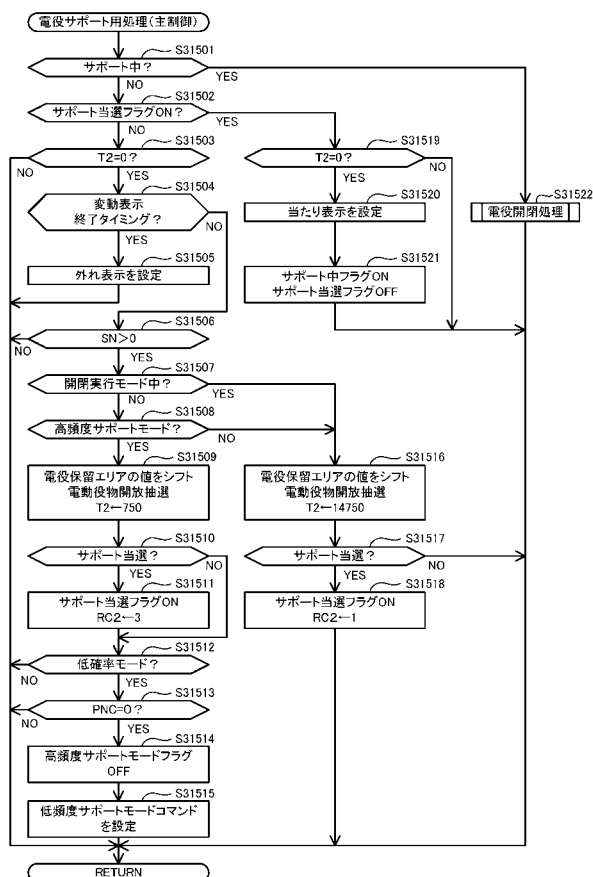 電役サポート用処理(主制御)
S31501
サポート中?
YES
NO
S31502
サポート当選フラグON?
YES
NO
S31503
T2=0?
NO
YES
S31504
変動表示
終了タイミング?
NO
YES
S31505
外れ表示を設定
S31519
T2=0?
NO
YES
S31520
当たり表示を設定
S31521
サポート中フラグON
サポート当選フラグOFF
S31522
電役開閉処理
S31506
SN>0
NO
YES
S31507
開閉実行モード中?
YES
NO
S31508
高頻度サポートモード?
NO
YES
S31509
電役保留エリアの値をシフト
電動役物開放抽選
T2←750
S31510
サポート当選?
NO
YES
S31511
サポート当選フラグON
RC2←3
S31516
電役保留エリアの値をシフト
電動役物開放抽選
T2←14750
S31517
サポート当選?
NO
YES
S31518
サポート当選フラグON
RC2←1
S31512
低確率モード?
NO
YES
S31513
PNC=0?
NO
YES
S31514
高頻度サポートモードフラグ
OFF
S31515
低頻度サポートモードコマンド
を設定
RETURN